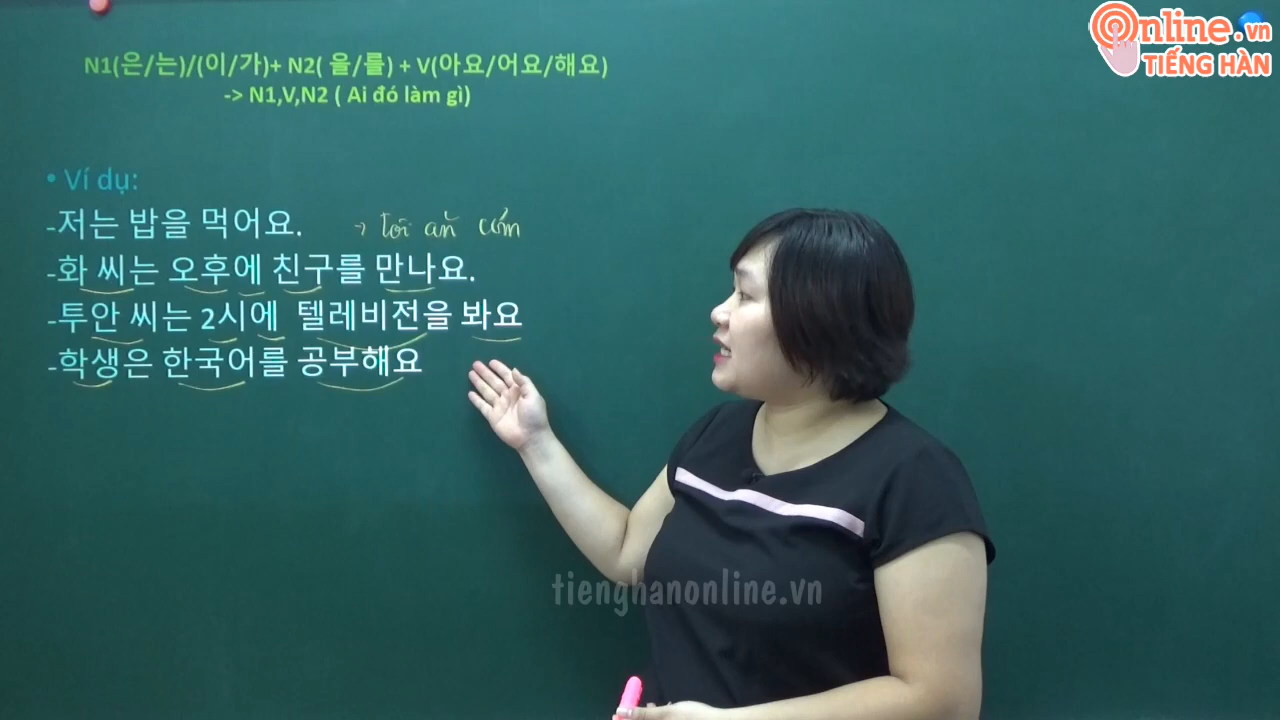 Online.vn
TIẾNG HÀN
N1(은/는)/(이/가)+ N2( 을/를) + V(아요/어요/해요)
-> N1,V,N2 ( Ai đó làm gì)
• Ví dụ:
-저는 밥을 먹어요. → tôi ăn cơm
-화 씨는 오후에 친구를 만나요.
-투안 씨는 2시에 텔레비전을 봐요
-학생은 한국어를 공부해요
tienghanonline.vn